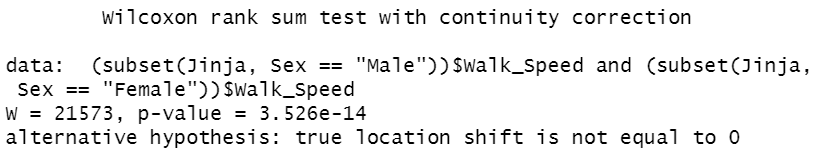 Wilcoxon rank sum test with continuity correction
data:  (subset(Jinja, Sex == "Male"))$Walk_Speed and (subset(Jinja,
Sex == "Female"))$Walk_Speed
W = 21573, p-value = 3.526e-14
alternative hypothesis: true location shift is not equal to 0